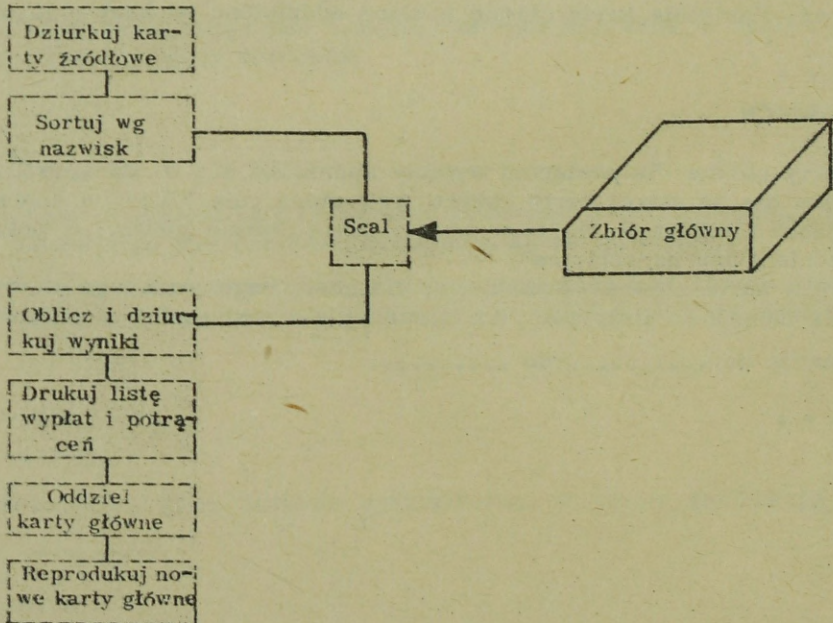 Dziurkuj kar-
ty źródłowe
Sortuj wg
nazwisk
Scal
Zbiór główny
Oblicz i dziur-
kuj wyniki
Drukuj listę
wypłat i potrą-
ceń
Oddziel
karty główne
Reprodukuj no-
we karty główne